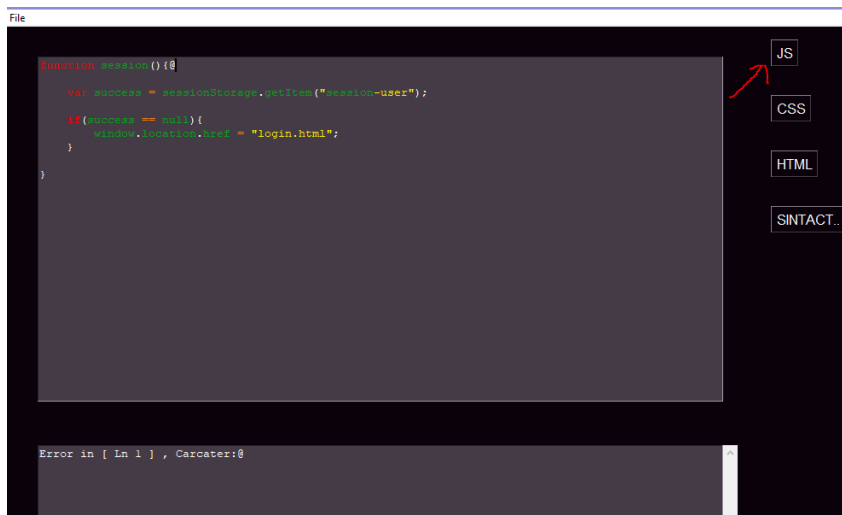 File
function session(){@
var success = sessionStorage.getItem("session-user");
if(success == null){
window.location.href = "login.html";
}
}
JS
CSS
HTML
SINTACT..
Error in [ Ln 1 ] , Carcater:@